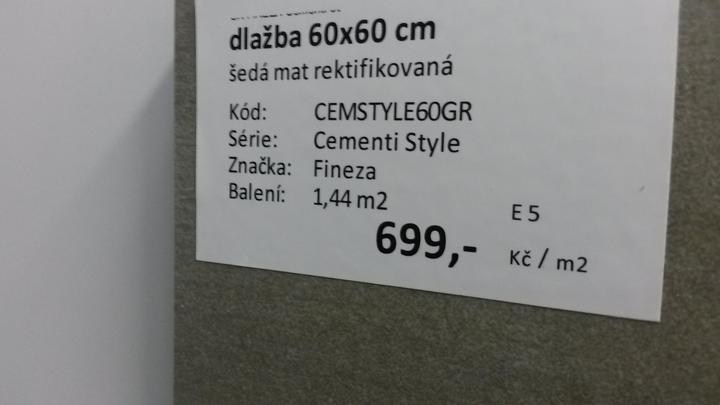 dlažba 60x60 cm
šedá mat rektifikovaná
Kód: CEMSTYLE60GR
Série: Cementi Style
Značka: Fineza
Balení: 1,44 m2
E 5
699,- Kč / m2